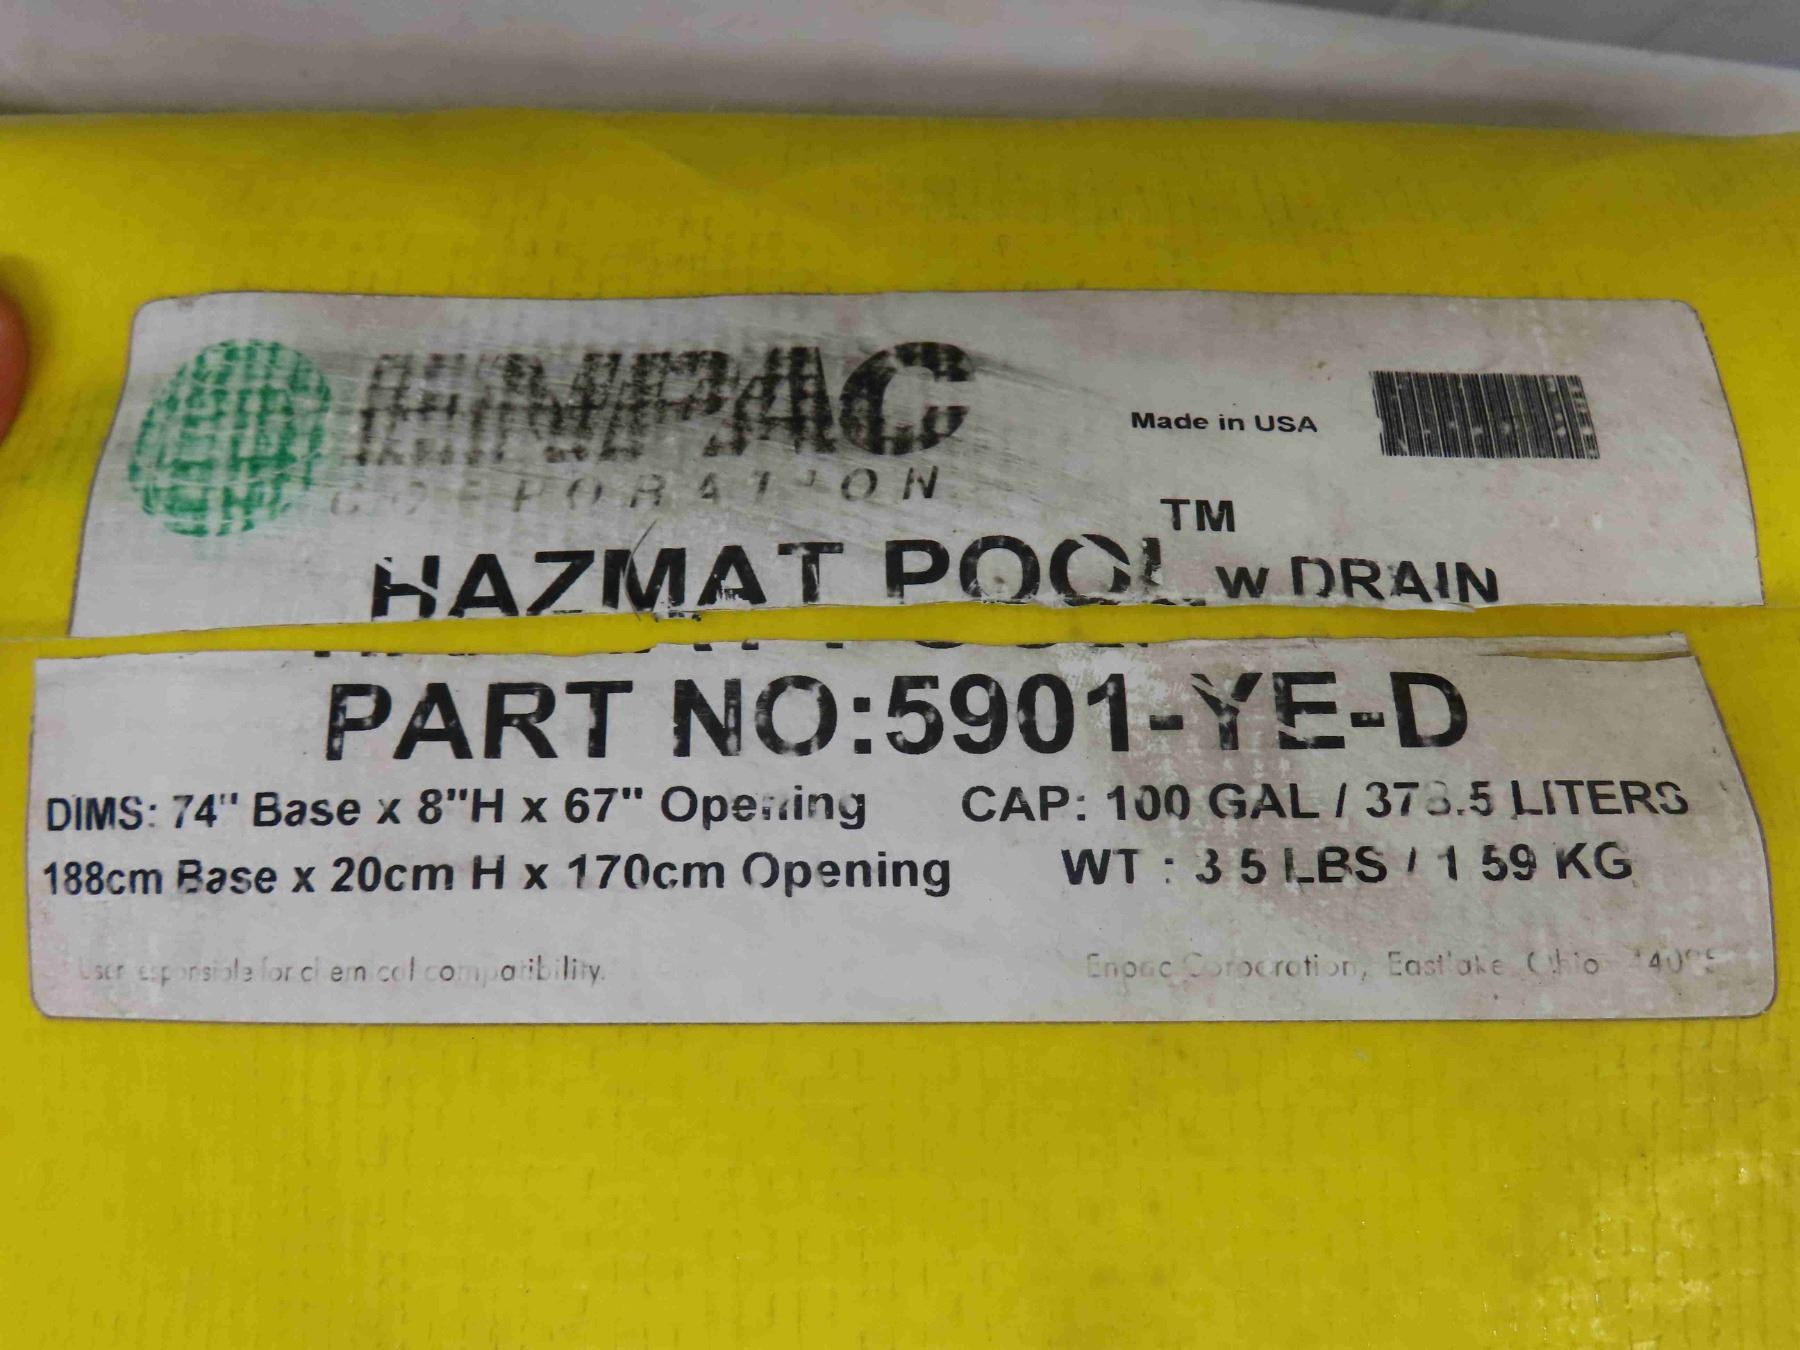 ENPAC
CORPORATION
Made in USA
HAZMAT POOL™ w DRAIN
PART NO:5901-YE-D
DIMS: 74" Base x 8"H x 67" Opening CAP: 100 GAL / 378.5 LITERS
188cm Base x 20cm H x 170cm Opening WT : 3 5 LBS / 1 59 KG
User responsible for chemical compatibility.
Enpac Corporation, Eastlake Ohio